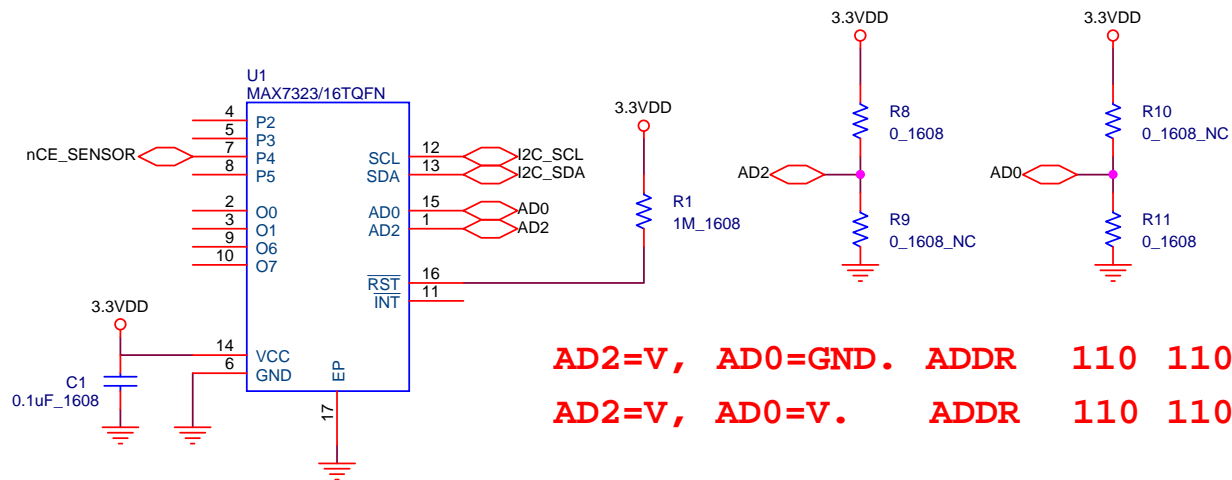 U1
MAX7323/16TQFN
4 P2
5 P3
nCE_SENSOR 7 P4
8 P5
2 O0
3 O1
9 O6
10 O7
14 VCC
6 GND
SCL 12 I2C_SCL
SDA 13 I2C_SDA
AD0 15 AD0
AD2 1 AD2
RST 16
INT 11
EP
17
3.3VDD
C1
0.1uF_1608
3.3VDD
R1
1M_1608
3.3VDD
R8
0_1608
AD2
R9
0_1608_NC
3.3VDD
R10
0_1608_NC
AD0
R11
0_1608
AD2=V, AD0=GND. ADDR 110 110
AD2=V, AD0=V. ADDR 110 110